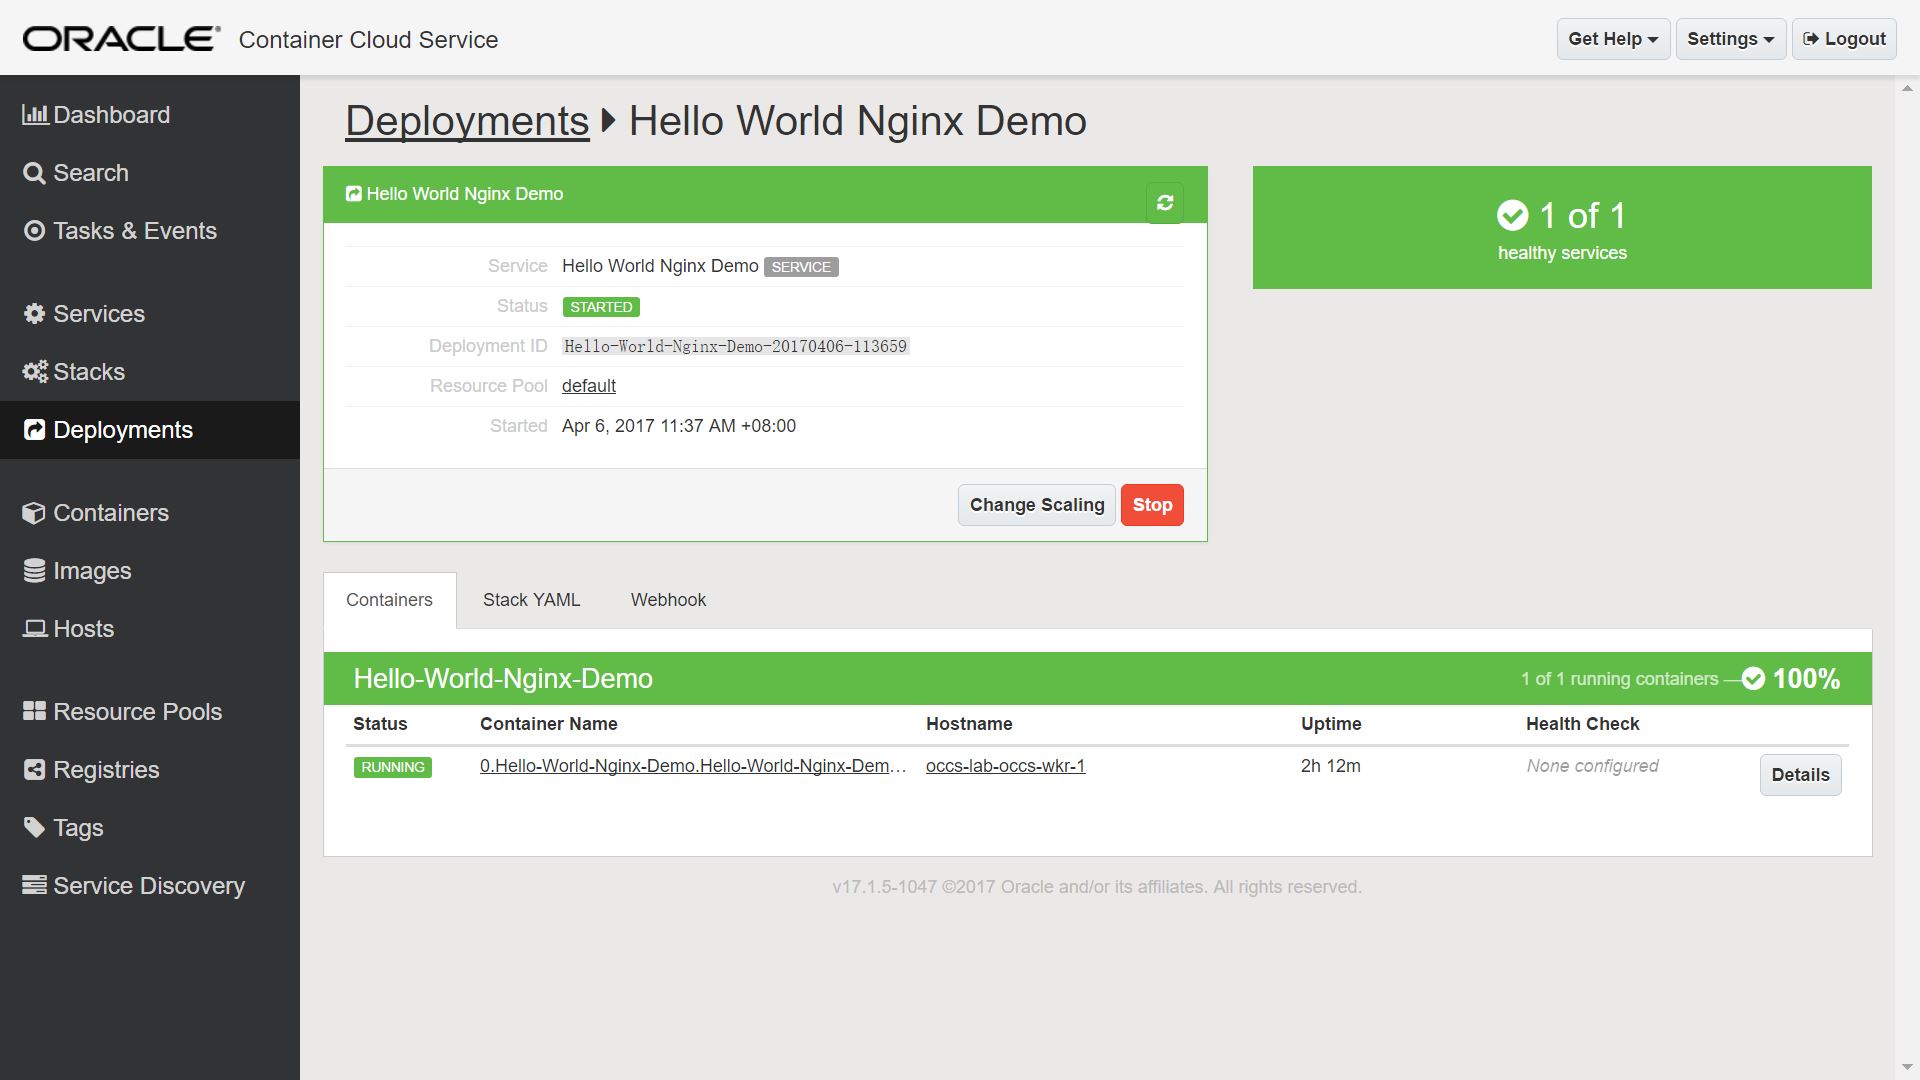 ORACLE® Container Cloud Service
Get Help
Settings
Logout
Dashboard
Search
Tasks & Events
Services
Stacks
Deployments
Containers
Images
Hosts
Resource Pools
Registries
Tags
Service Discovery
Deployments Hello World Nginx Demo
Hello World Nginx Demo
Service Hello World Nginx Demo SERVICE
Status STARTED
Deployment ID Hello-World-Nginx-Demo-20170406-113659
Resource Pool default
Started Apr 6, 2017 11:37 AM +08:00
Change Scaling Stop
1 of 1
healthy services
Containers Stack YAML Webhook
Hello-World-Nginx-Demo 1 of 1 running containers — 100%
Status Container Name Hostname Uptime Health Check
RUNNING 0.Hello-World-Nginx-Demo.Hello-World-Nginx-Dem... occs-lab-occs-wkr-1 2h 12m None configured Details
v17.1.5-1047 ©2017 Oracle and/or its affiliates. All rights reserved.